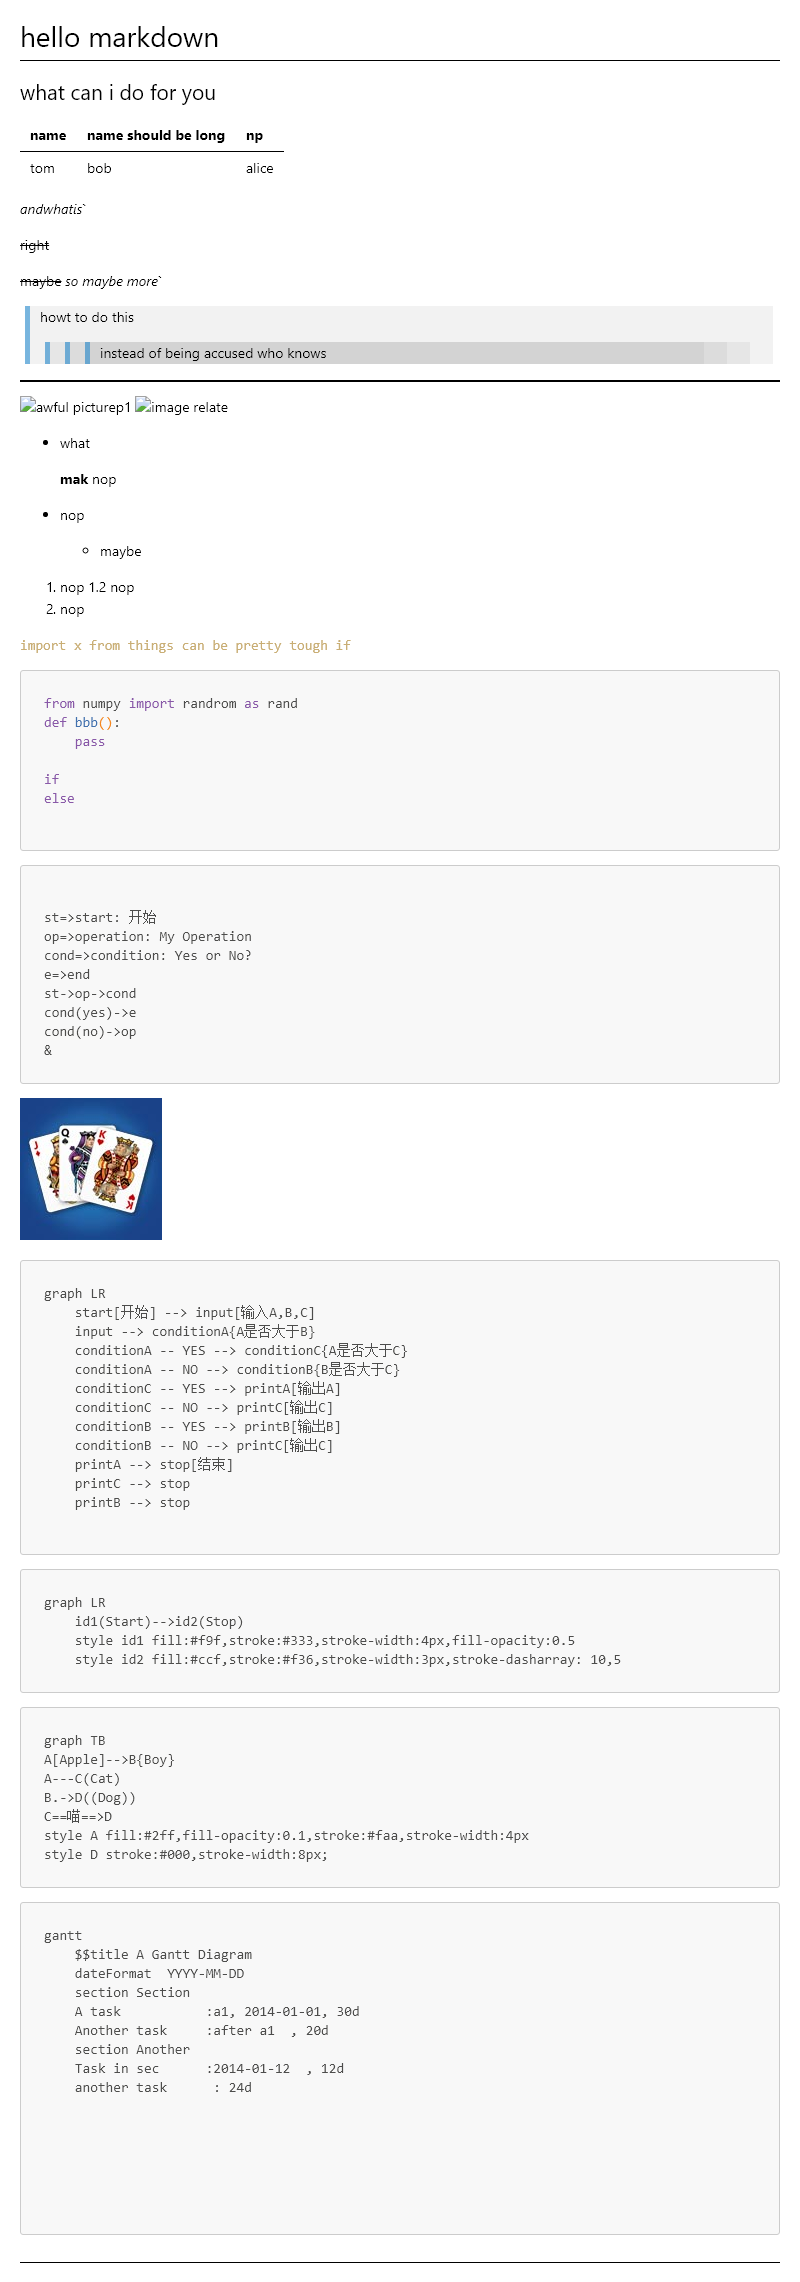 hello markdown
what can i do for you
name name should be long np
tom bob alice
andwhatis`
right
maybe so maybe more`
howt to do this
instead of being accused who knows
awful picturep1 image relate
• what
mak nop
• nop
◦ maybe
1. nop 1.2 nop
2. nop
import x from things can be pretty tough if
from numpy import randrom as rand
def bbb():
    pass
if
else
st=>start: 开始
op=>operation: My Operation
cond=>condition: Yes or No?
e=>end
st->op->cond
cond(yes)->e
cond(no)->op
&
J Q K
K
graph LR
    start[开始] --> input[输入A,B,C]
    input --> conditionA{A是否大于B}
    conditionA -- YES --> conditionC{A是否大于C}
    conditionA -- NO --> conditionB{B是否大于C}
    conditionC -- YES --> printA[输出A]
    conditionC -- NO --> printC[输出C]
    conditionB -- YES --> printB[输出B]
    conditionB -- NO --> printC[输出C]
    printA --> stop[结束]
    printC --> stop
    printB --> stop
graph LR
    id1(Start)-->id2(Stop)
    style id1 fill:#f9f,stroke:#333,stroke-width:4px,fill-opacity:0.5
    style id2 fill:#ccf,stroke:#f36,stroke-width:3px,stroke-dasharray: 10,5
graph TB
A[Apple]-->B{Boy}
A---C(Cat)
B.->D((Dog))
C==喵==>D
style A fill:#2ff,fill-opacity:0.1,stroke:#faa,stroke-width:4px
style D stroke:#000,stroke-width:8px;
gantt
    $$title A Gantt Diagram
    dateFormat  YYYY-MM-DD
    section Section
    A task           :a1, 2014-01-01, 30d
    Another task     :after a1  , 20d
    section Another
    Task in sec      :2014-01-12  , 12d
    another task      : 24d